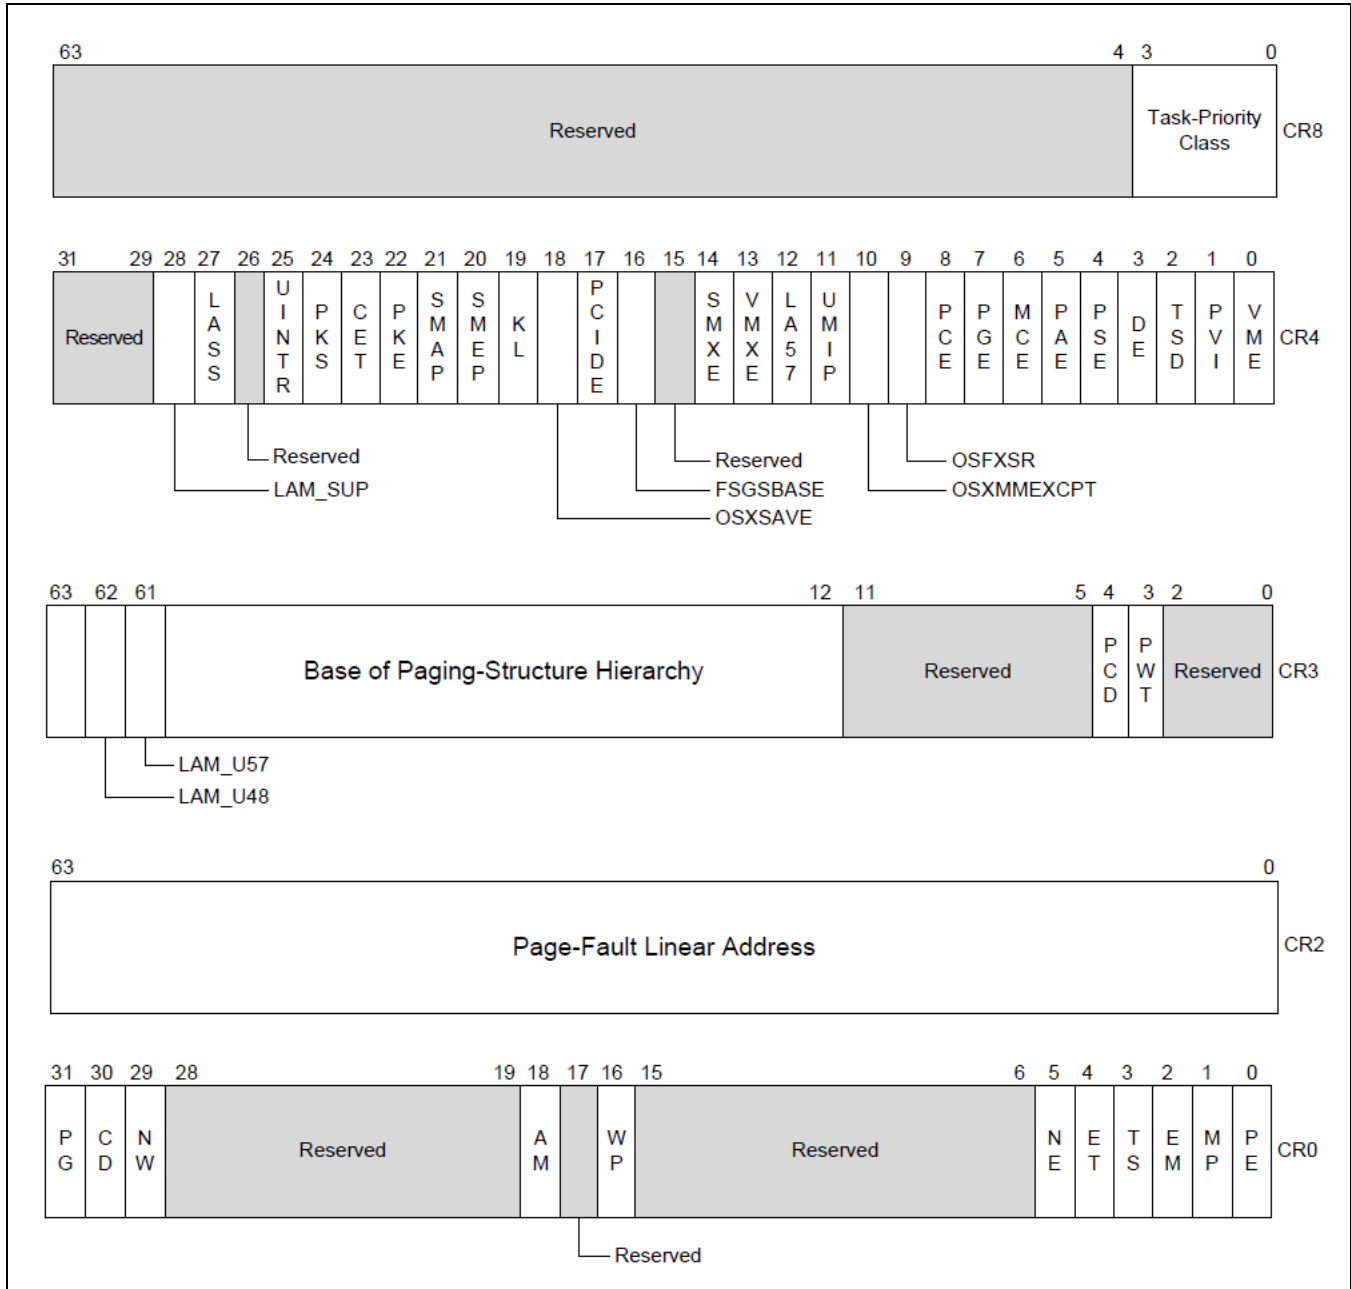 63 4 3 0
Reserved Task-Priority Class CR8
31 29 28 27 26 25 24 23 22 21 20 19 18 17 16 15 14 13 12 11 10 9 8 7 6 5 4 3 2 1 0
Reserved LASS UINTR PKS CET PKE SMAP SMEP KL PCIDE SMXE VMXE LA57 UMIP PCE PGE MCE PAE PSE DE TSD PVI VME CR4
Reserved Reserved OSFXSR
LAM_SUP FSGSBASE OSXMMEXCPT
OSXSAVE
63 62 61 12 11 5 4 3 2 0
Base of Paging-Structure Hierarchy Reserved PCD PWT Reserved CR3
LAM_U57
LAM_U48
63 0
Page-Fault Linear Address CR2
31 30 29 28 19 18 17 16 15 6 5 4 3 2 1 0
PG CD NW Reserved AM WP Reserved NE ET TS EM MP PE CR0
Reserved